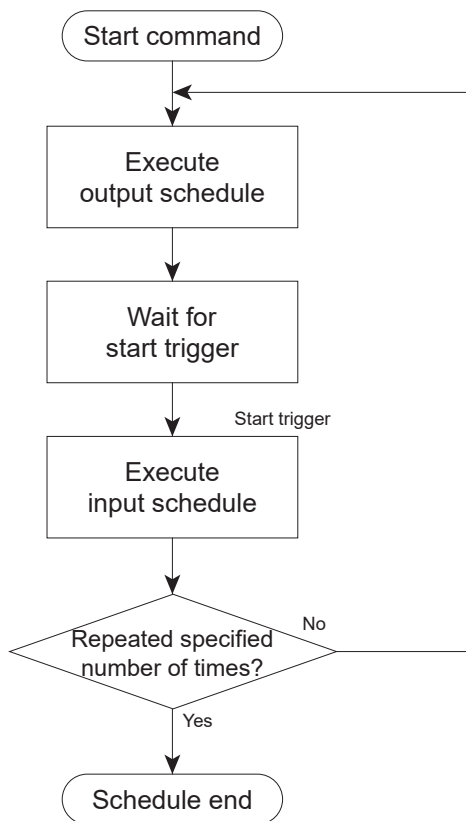 Start command
Execute
output schedule
Wait for
start trigger
Start trigger
Execute
input schedule
No
Repeated specified
number of times?
Yes
Schedule end